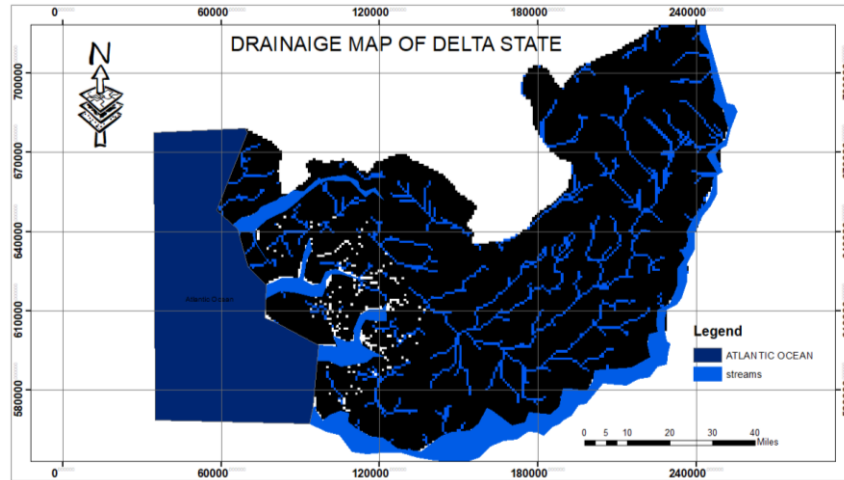 0 60000 120000 180000 240000
DRAINAIGE MAP OF DELTA STATE
N
700000
670000
640000
610000
580000
Atlantic Ocean
Legend
ATLANTIC OCEAN
streams
0 5 10 20 30 40
Miles
0 60000 120000 180000 240000